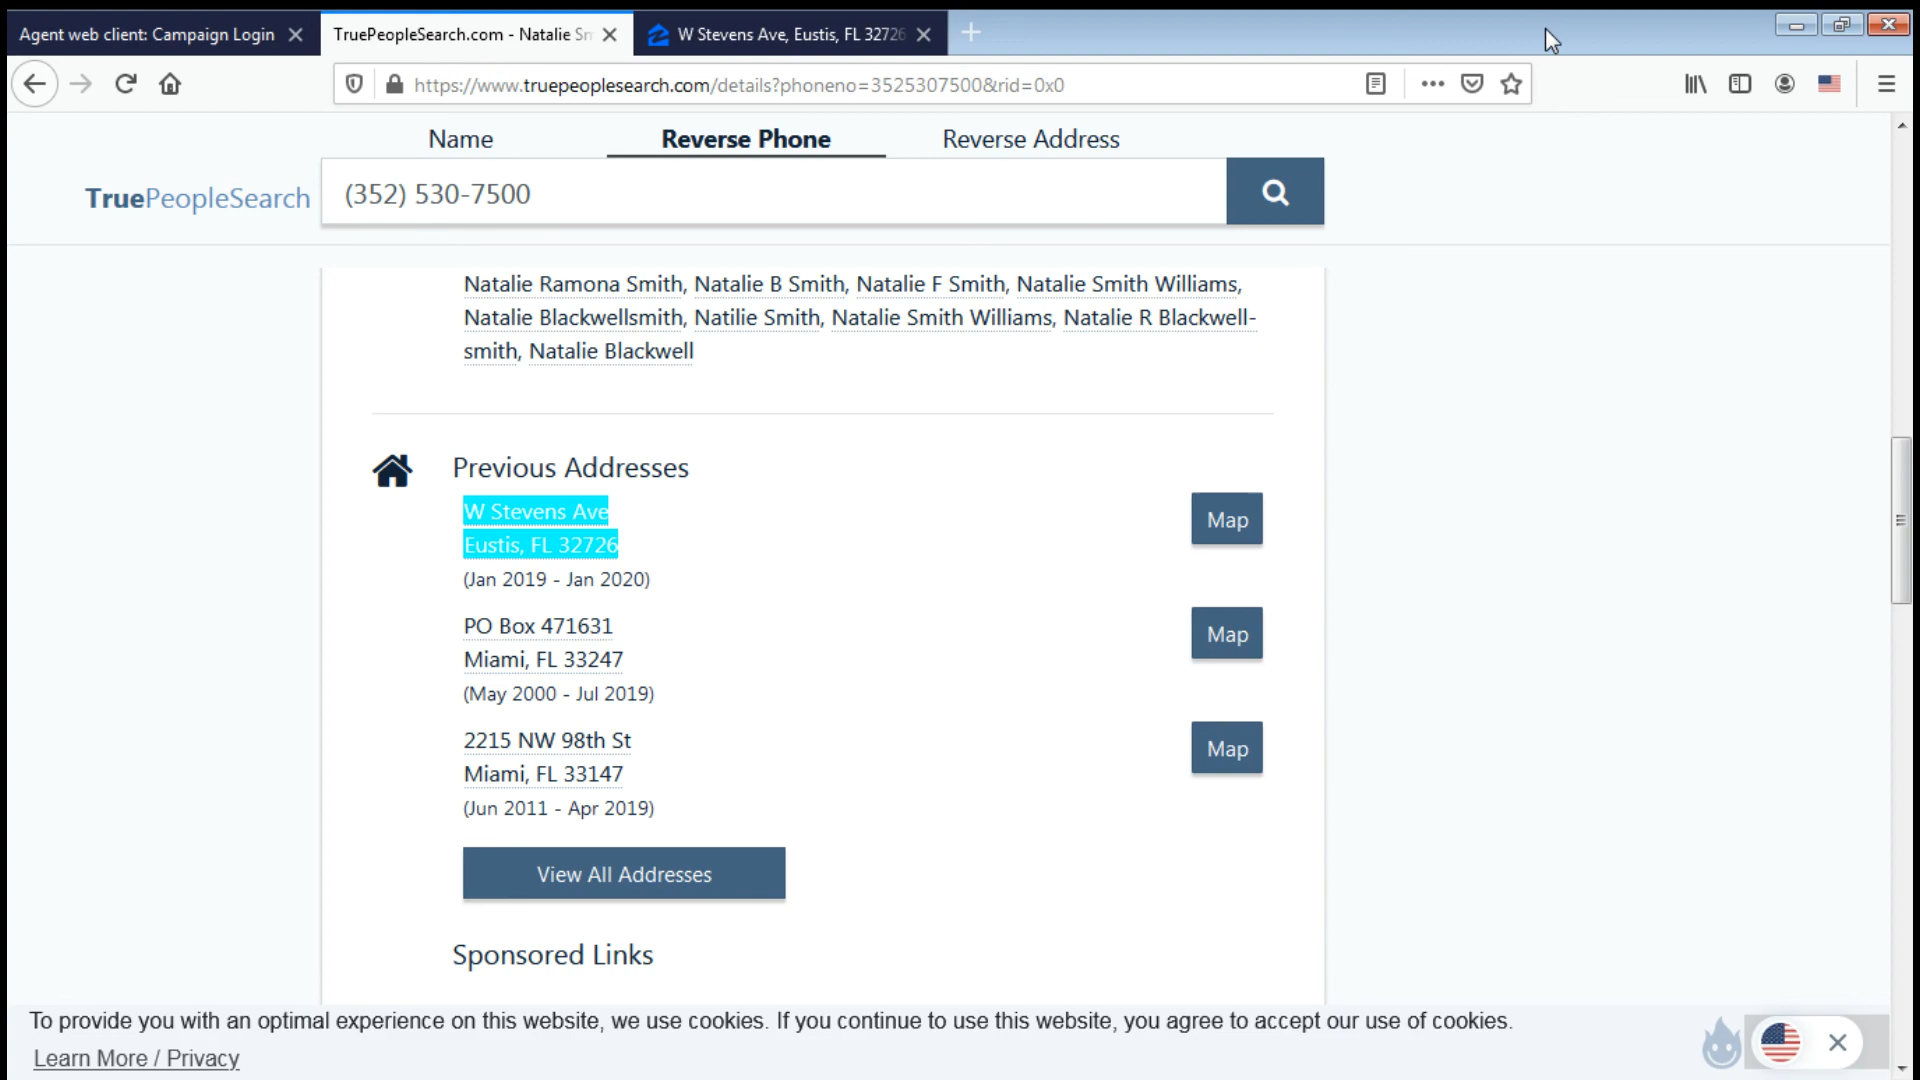 Agent web client: Campaign Login
TruePeopleSearch.com - Natalie Sm
W Stevens Ave, Eustis, FL 32726
https://www.truepeoplesearch.com/details?phoneno=3525307500&rid=0x0
Name
Reverse Phone
Reverse Address
TruePeopleSearch
(352) 530-7500
Natalie Ramona Smith, Natalie B Smith, Natalie F Smith, Natalie Smith Williams,
Natalie Blackwellsmith, Natilie Smith, Natalie Smith Williams, Natalie R Blackwell-
smith, Natalie Blackwell
Previous Addresses
W Stevens Ave
Eustis, FL 32726
(Jan 2019 - Jan 2020)
Map
PO Box 471631
Miami, FL 33247
(May 2000 - Jul 2019)
Map
2215 NW 98th St
Miami, FL 33147
(Jun 2011 - Apr 2019)
Map
View All Addresses
Sponsored Links
To provide you with an optimal experience on this website, we use cookies. If you continue to use this website, you agree to accept our use of cookies.
Learn More / Privacy